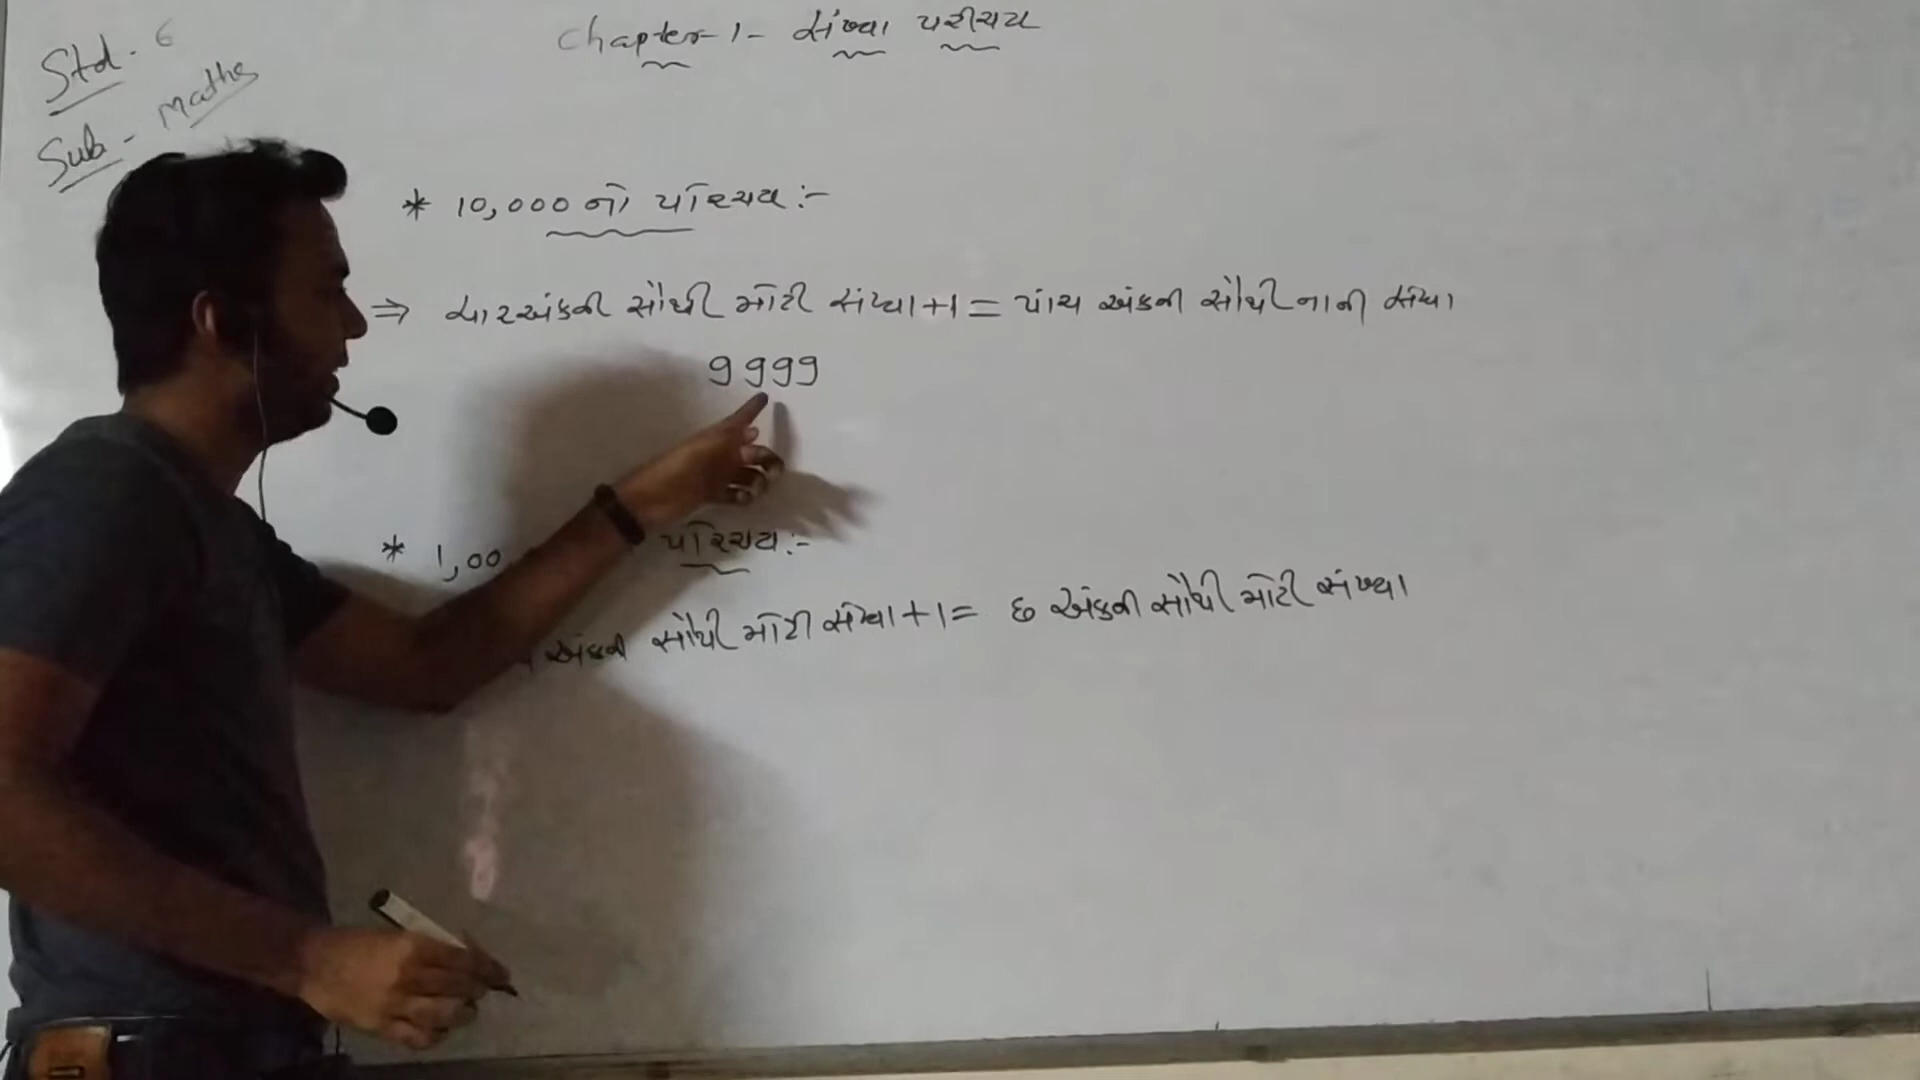 Std. 6
Sub - Maths
Chapter-1- સંખ્યા પરીચય
* 10,000 નો પરિચય :-
⇒ ચાર અંકની સૌથી મોટી સંખ્યા +1 = પાંચ અંકની સૌથી નાની સંખ્યા
9999
* 1,00 પરિચય :-
અંકની સૌથી મોટી સંખ્યા +1 = છ અંકની સૌથી મોટી સંખ્યા